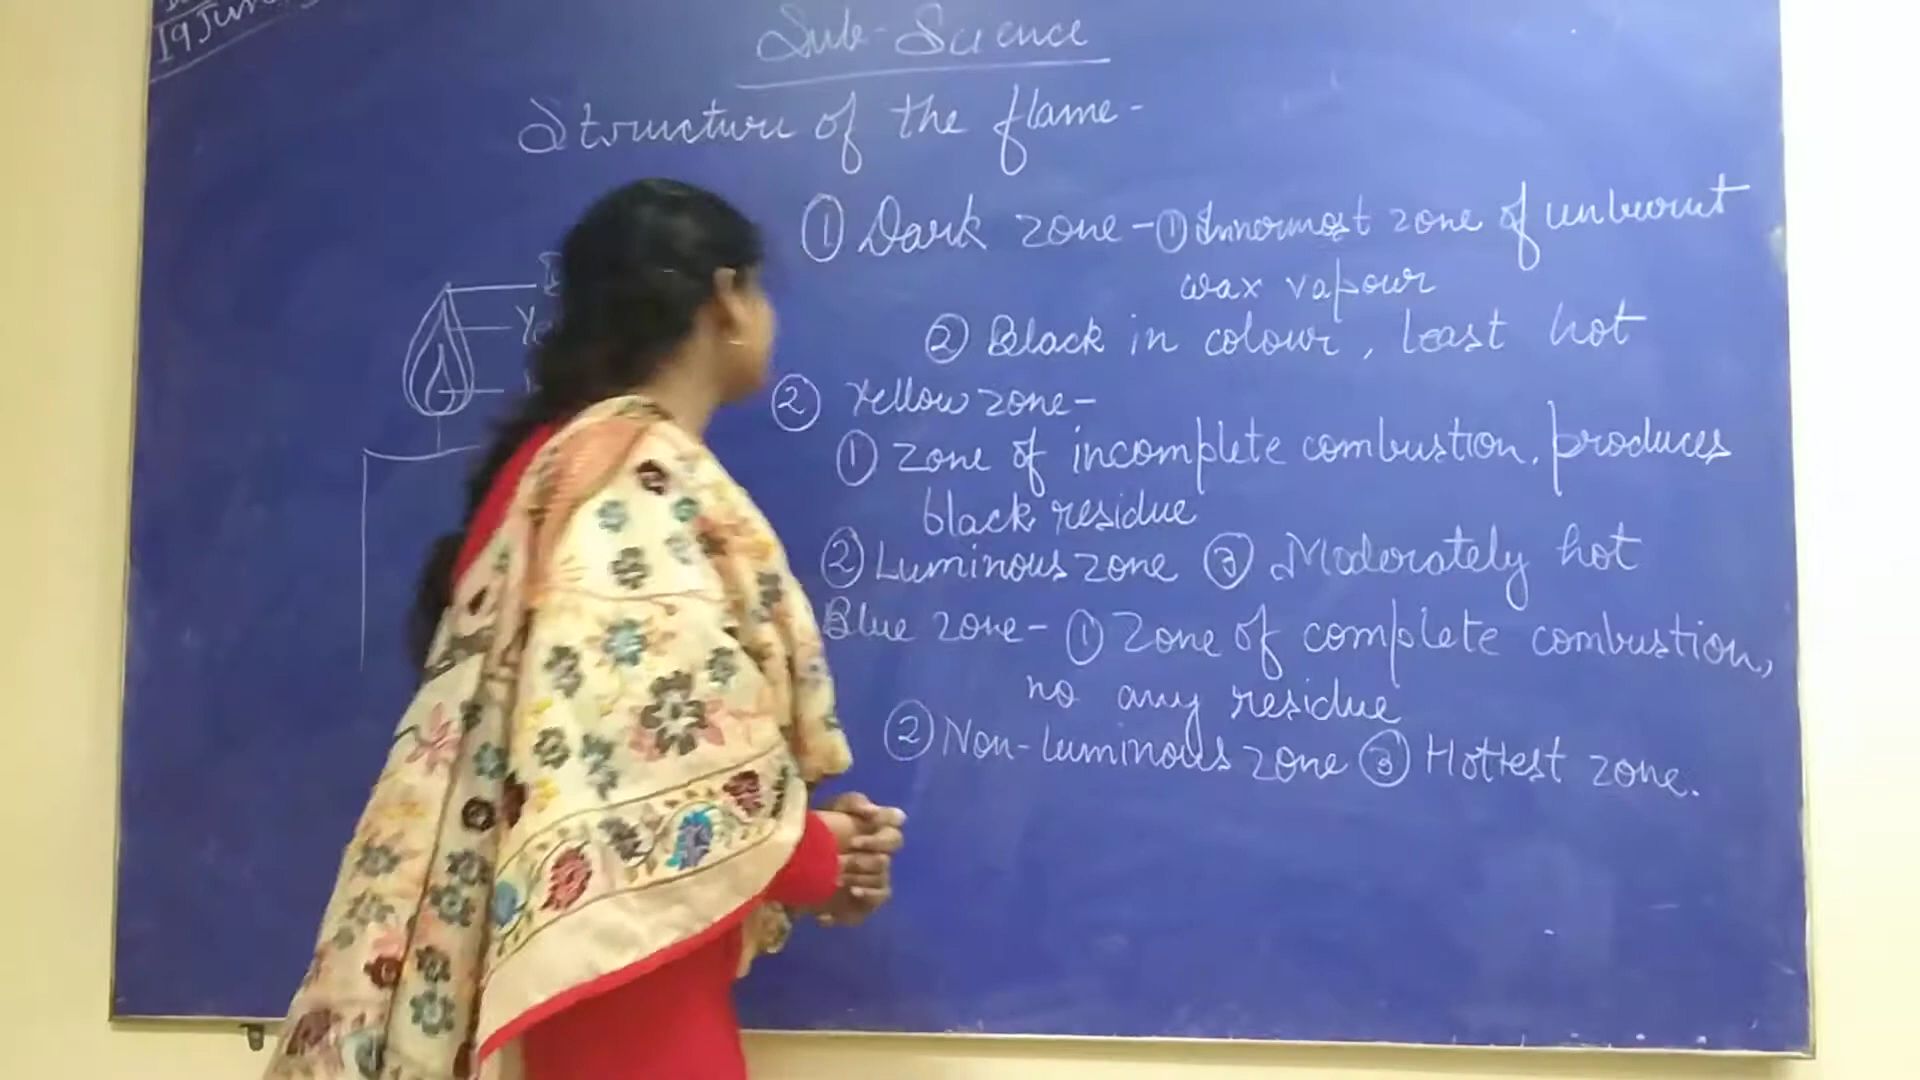 19 Jun
Sub-Science
Structure of the flame-
① Dark zone-① Innermost zone of unburnt
wax vapour
② Black in colour, Least hot
② Yellow zone-
① Zone of incomplete combustion. produces
black residue
② Luminous zone ③ Moderately hot
Blue zone- ① Zone of complete combustion,
no any residue
② Non-luminous zone ③ Hottest zone.
Ye